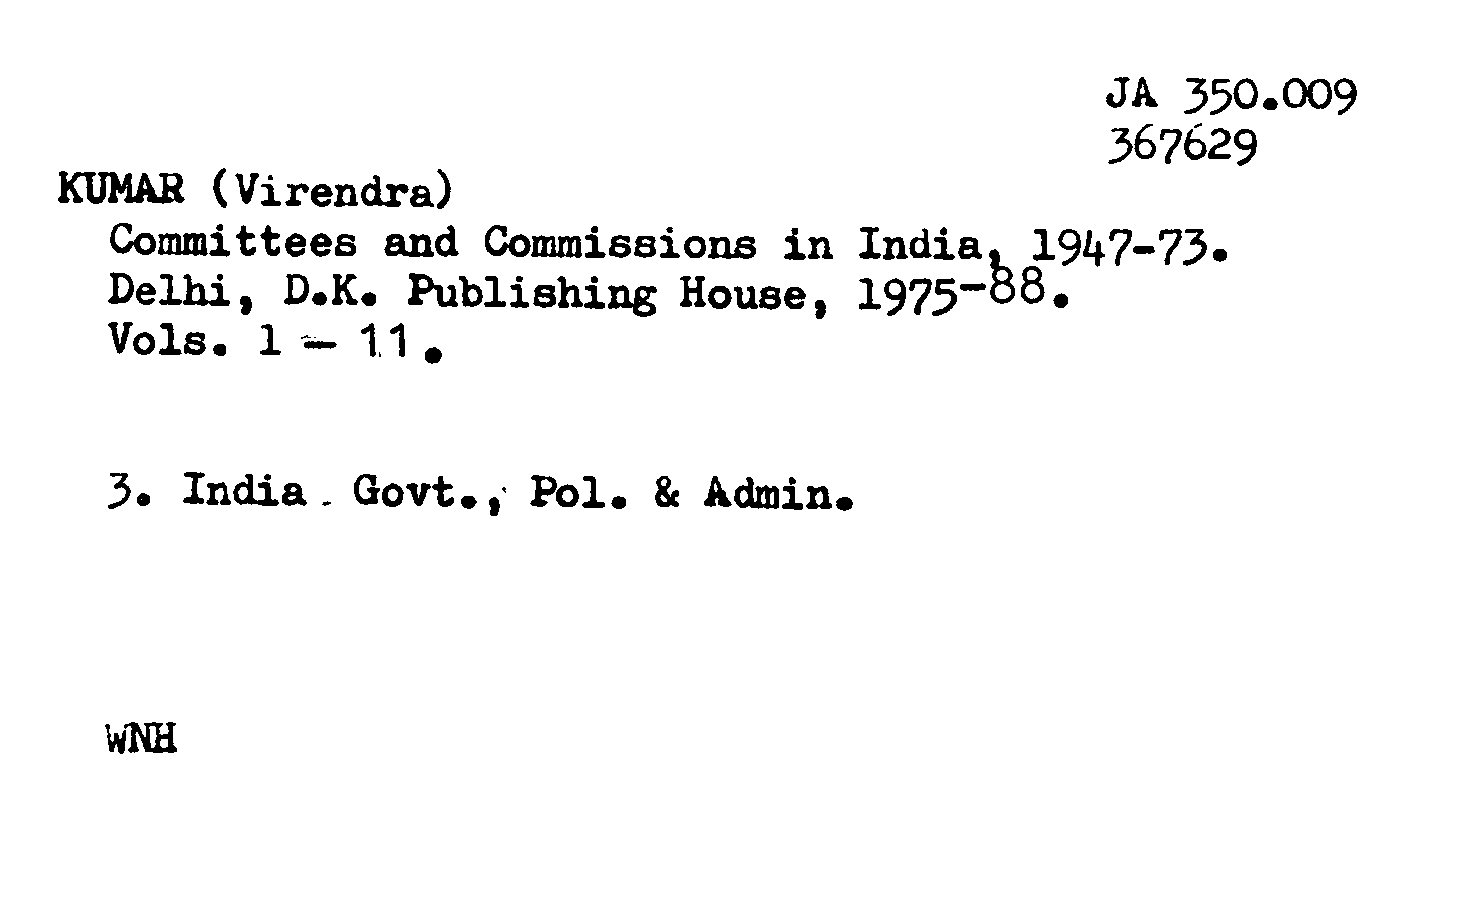 JA 350.009
367629
KUMAR (Virendra)
Committees and Commissions in India, 1947-73.
Delhi, D.K. Publishing House, 1975-88.
Vols. 1 - 11.
3. India - Govt., Pol. & Admin.
WNH